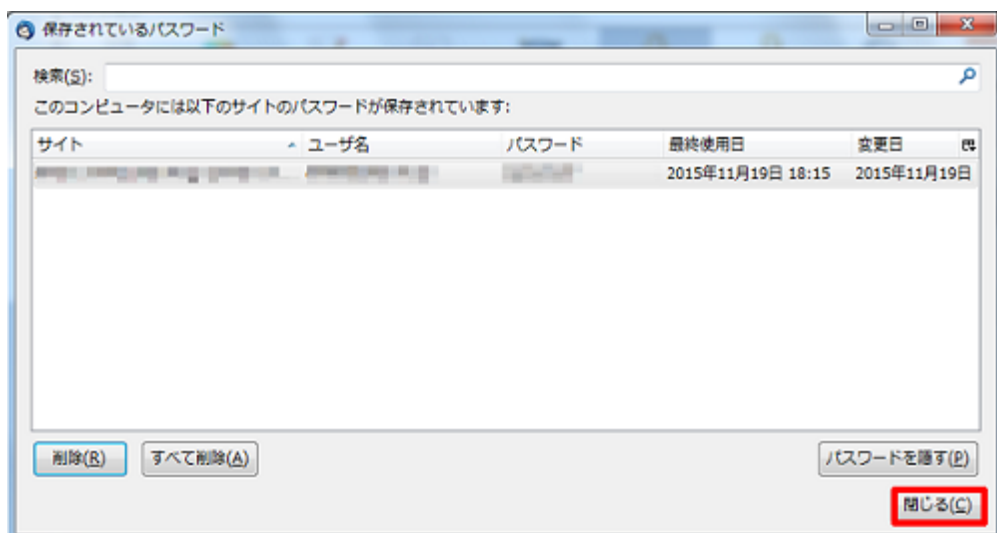 保存されているパスワード
検索(S):
このコンピュータには以下のサイトのパスワードが保存されています:
サイト ユーザ名 パスワード 最終使用日 変更日
2015年11月19日 18:15 2015年11月19日
削除(R) すべて削除(A) パスワードを隠す(P)
閉じる(C)